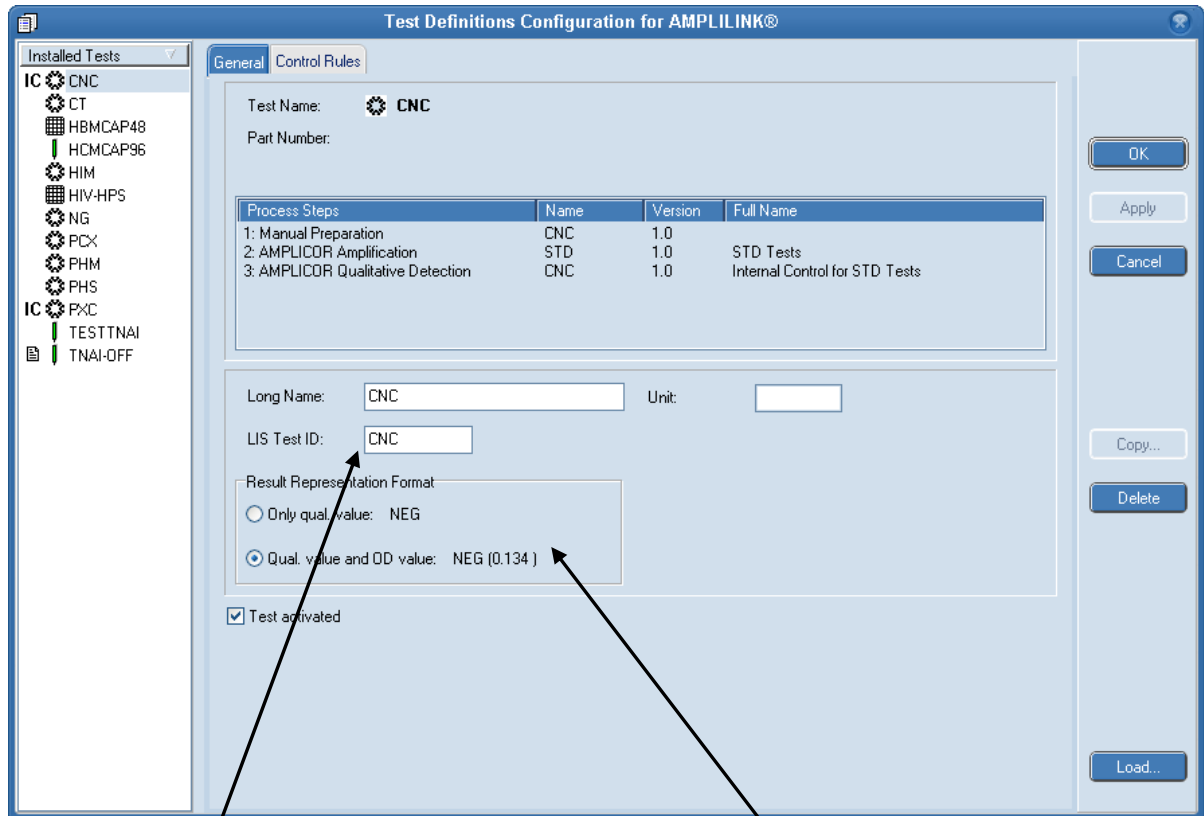 Test Definitions Configuration for AMPLILINK®
Installed Tests
IC CNC
CT
HBMCAP48
HCMCAP96
HIM
HIV-HPS
NG
PCX
PHM
PHS
IC PXC
TESTTNAI
TNAI-OFF
General Control Rules
Test Name: CNC
Part Number:
Process Steps Name Version Full Name
1: Manual Preparation CNC 1.0
2: AMPLICOR Amplification STD 1.0 STD Tests
3: AMPLICOR Qualitative Detection CNC 1.0 Internal Control for STD Tests
Long Name: CNC Unit:
LIS Test ID: CNC
Result Representation Format
Only qual. value: NEG
Qual. value and OD value: NEG (0.134 )
Test activated
OK
Apply
Cancel
Copy...
Delete
Load...